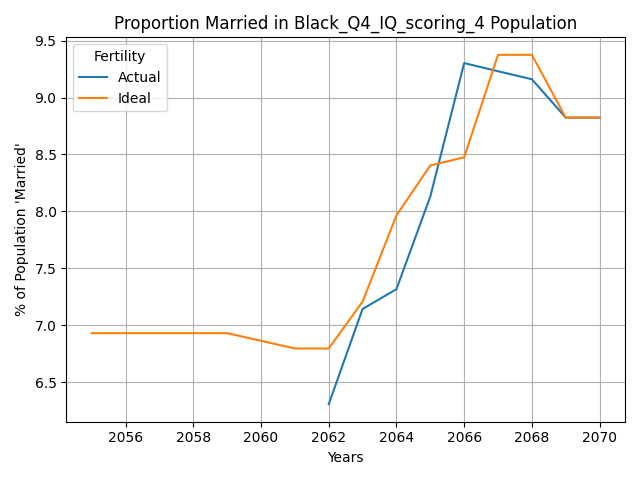 Proportion Married in Black_Q4_IQ_scoring_4 Population
Fertility
Actual
Ideal
% of Population 'Married'
9.5
9.0
8.5
8.0
7.5
7.0
6.5
2056 2058 2060 2062 2064 2066 2068 2070
Years